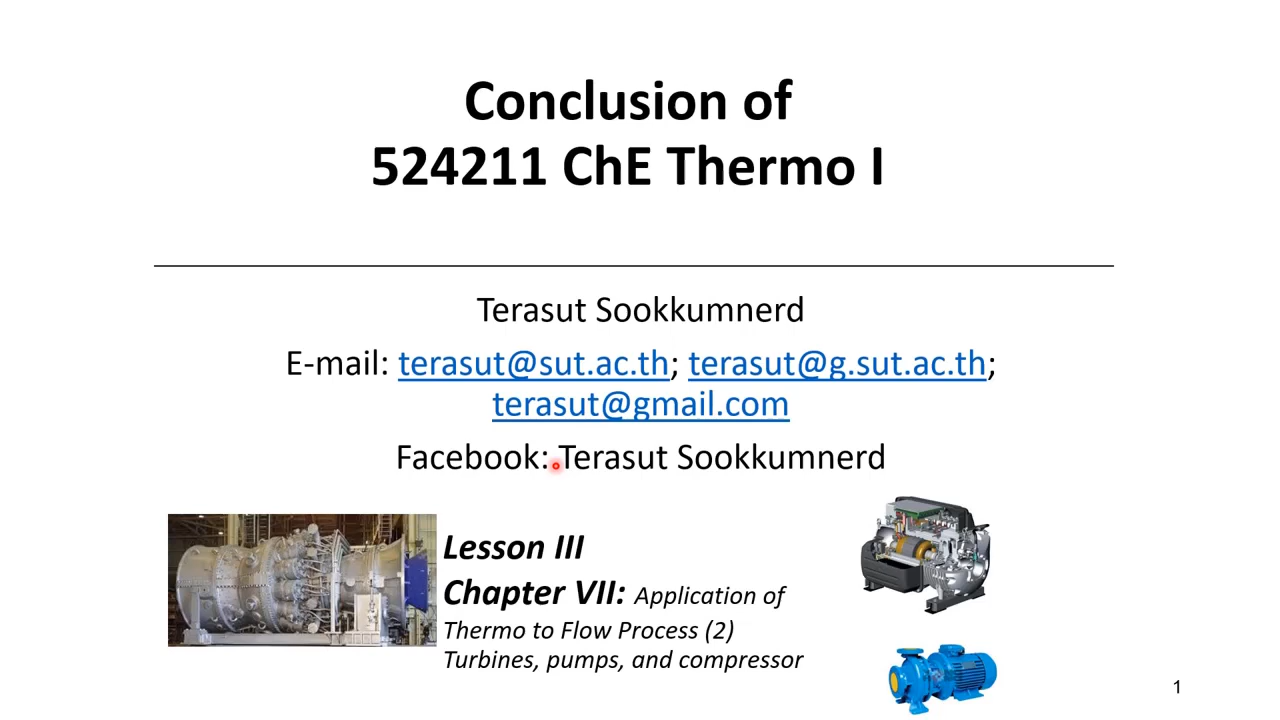 Conclusion of
524211 ChE Thermo I
Terasut Sookkumnerd
E-mail: terasut@sut.ac.th; terasut@g.sut.ac.th;
terasut@gmail.com
Facebook: Terasut Sookkumnerd
Lesson III
Chapter VII: Application of
Thermo to Flow Process (2)
Turbines, pumps, and compressor
1